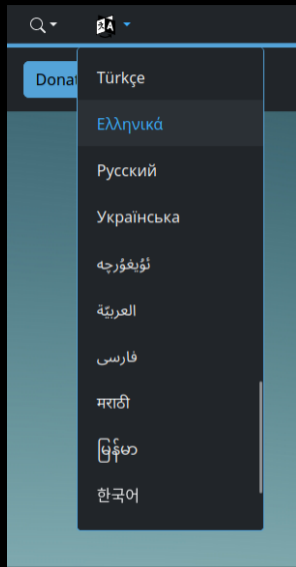 Donat
Türkçe
Ελληνικά
Русский
Українська
ئۇيغۇرچە
العربيّة
فارسی
मराठी
မြန်မာ
한국어